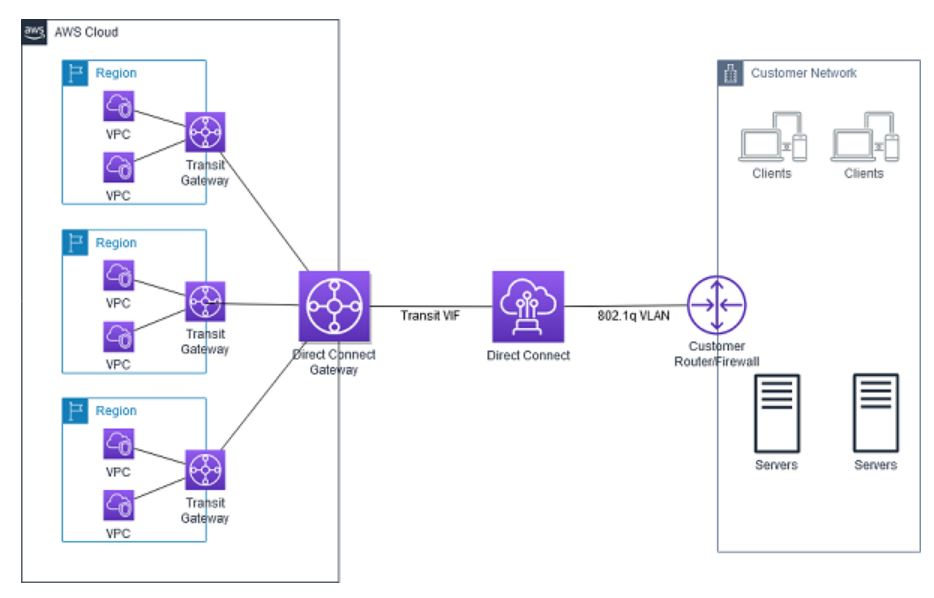 aws
AWS Cloud
Region
VPC
VPC
Transit
Gateway
Region
VPC
VPC
Transit
Gateway
Region
VPC
VPC
Transit
Gateway
Direct Connect
Gateway
Transit VIF
Direct Connect
802.1q VLAN
Customer
Router/Firewall
Customer Network
Clients
Clients
Servers
Servers